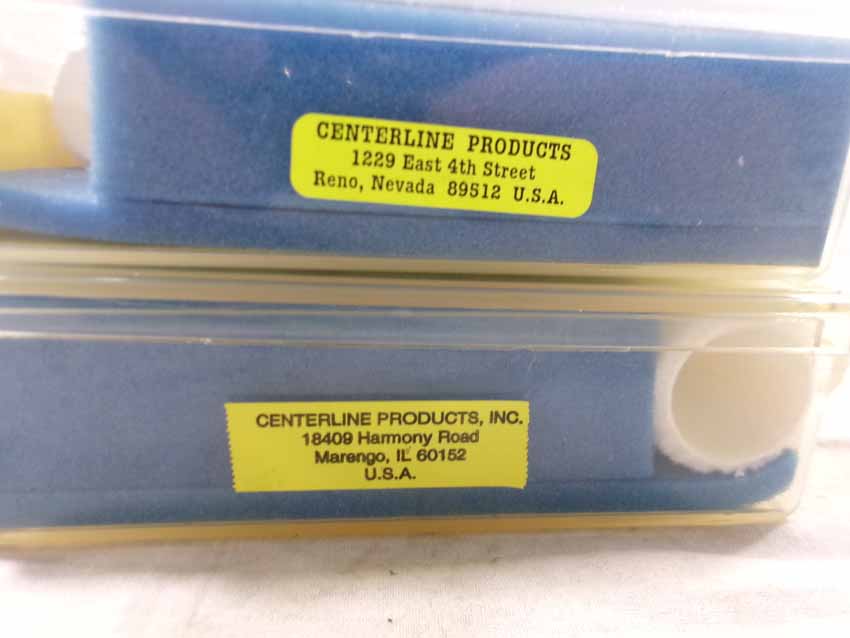 CENTERLINE PRODUCTS
1229 East 4th Street
Reno, Nevada 89512 U.S.A.
CENTERLINE PRODUCTS, INC.
18409 Harmony Road
Marengo, IL 60152
U.S.A.